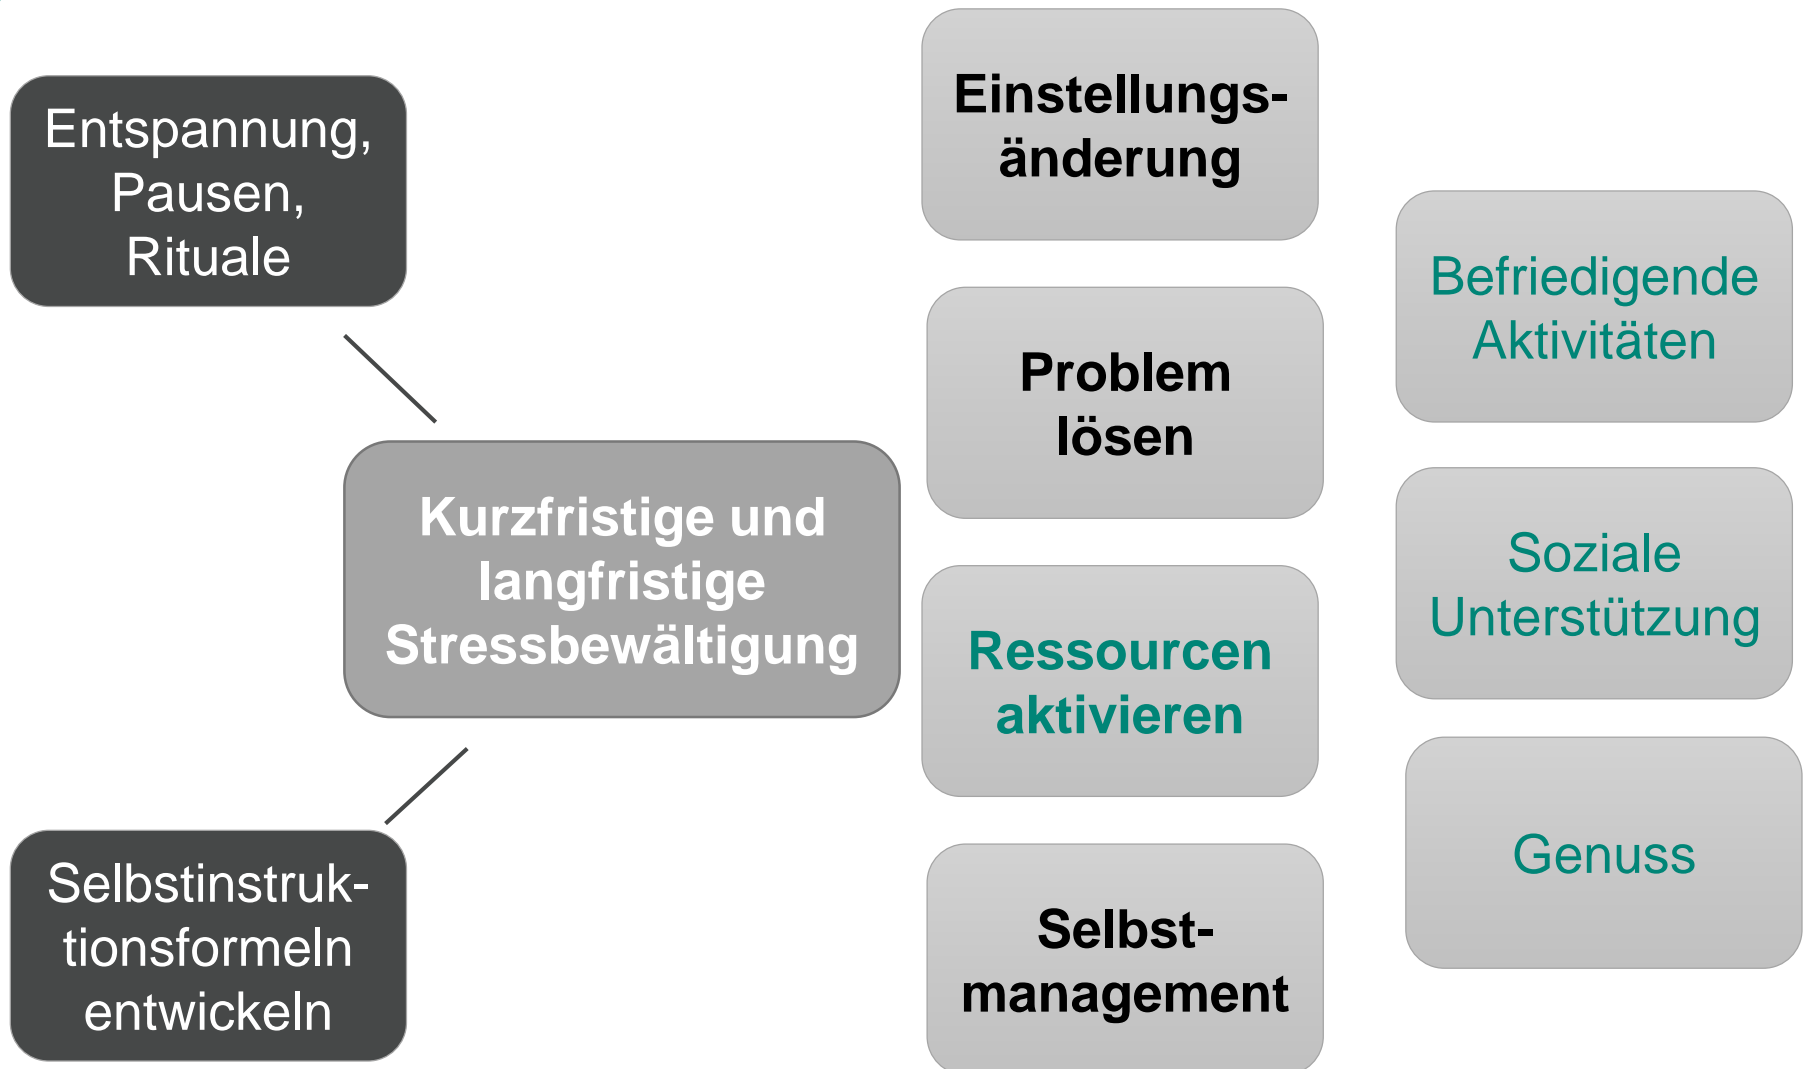 Entspannung,
Pausen,
Rituale
Kurzfristige und
langfristige
Stressbewältigung
Selbstinstruk-
tionsformeln
entwickeln
Einstellungs-
änderung
Problem
lösen
Ressourcen
aktivieren
Selbst-
management
Befriedigende
Aktivitäten
Soziale
Unterstützung
Genuss